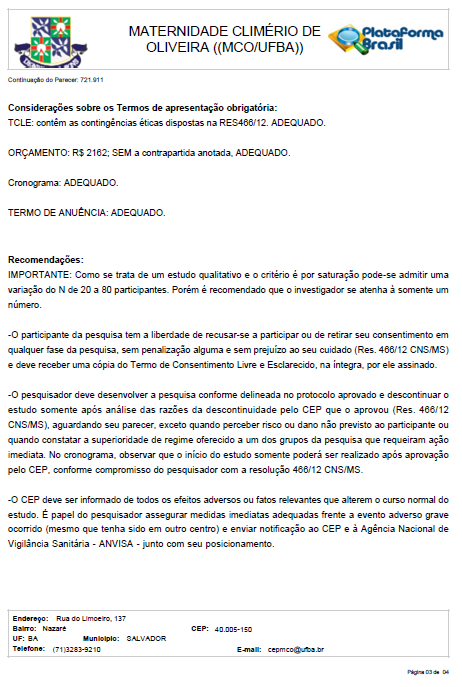 MATERNIDADE CLIMÉRIO DE
OLIVEIRA ((MCO/UFBA))
Plataforma
Brasil
Continuação do Parecer: 721.911
Considerações sobre os Termos de apresentação obrigatória:
TCLE: contêm as contingências éticas dispostas na RES466/12. ADEQUADO.
ORÇAMENTO: R$ 2162; SEM a contrapartida anotada, ADEQUADO.
Cronograma: ADEQUADO.
TERMO DE ANUÊNCIA: ADEQUADO.
Recomendações:
IMPORTANTE: Como se trata de um estudo qualitativo e o critério é por saturação pode-se admitir uma
variação do N de 20 a 80 participantes. Porém é recomendado que o investigador se atenha à somente um
número.
-O participante da pesquisa tem a liberdade de recusar-se a participar ou de retirar seu consentimento em
qualquer fase da pesquisa, sem penalização alguma e sem prejuízo ao seu cuidado (Res. 466/12 CNS/MS)
e deve receber uma cópia do Termo de Consentimento Livre e Esclarecido, na íntegra, por ele assinado.
-O pesquisador deve desenvolver a pesquisa conforme delineada no protocolo aprovado e descontinuar o
estudo somente após análise das razões da descontinuidade pelo CEP que o aprovou (Res. 466/12
CNS/MS), aguardando seu parecer, exceto quando perceber risco ou dano não previsto ao participante ou
quando constatar a superioridade de regime oferecido a um dos grupos da pesquisa que requeiram ação
imediata. No cronograma, observar que o início do estudo somente poderá ser realizado após aprovação
pelo CEP, conforme compromisso do pesquisador com a resolução 466/12 CNS/MS.
-O CEP deve ser informado de todos os efeitos adversos ou fatos relevantes que alterem o curso normal do
estudo. É papel do pesquisador assegurar medidas imediatas adequadas frente a evento adverso grave
ocorrido (mesmo que tenha sido em outro centro) e enviar notificação ao CEP e à Agência Nacional de
Vigilância Sanitária - ANVISA - junto com seu posicionamento.
Endereço: Rua do Limoeiro, 137
Bairro: Nazaré CEP: 40.005-150
UF: BA Município: SALVADOR
Telefone: (71)3283-9210 E-mail: cepmco@ufba.br
Página 03 de 04